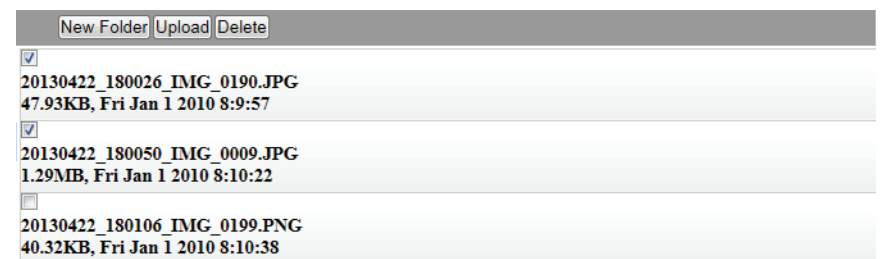 New Folder Upload Delete
20130422_180026_IMG_0190.JPG
47.93KB, Fri Jan 1 2010 8:9:57
20130422_180050_IMG_0009.JPG
1.29MB, Fri Jan 1 2010 8:10:22
20130422_180106_IMG_0199.PNG
40.32KB, Fri Jan 1 2010 8:10:38